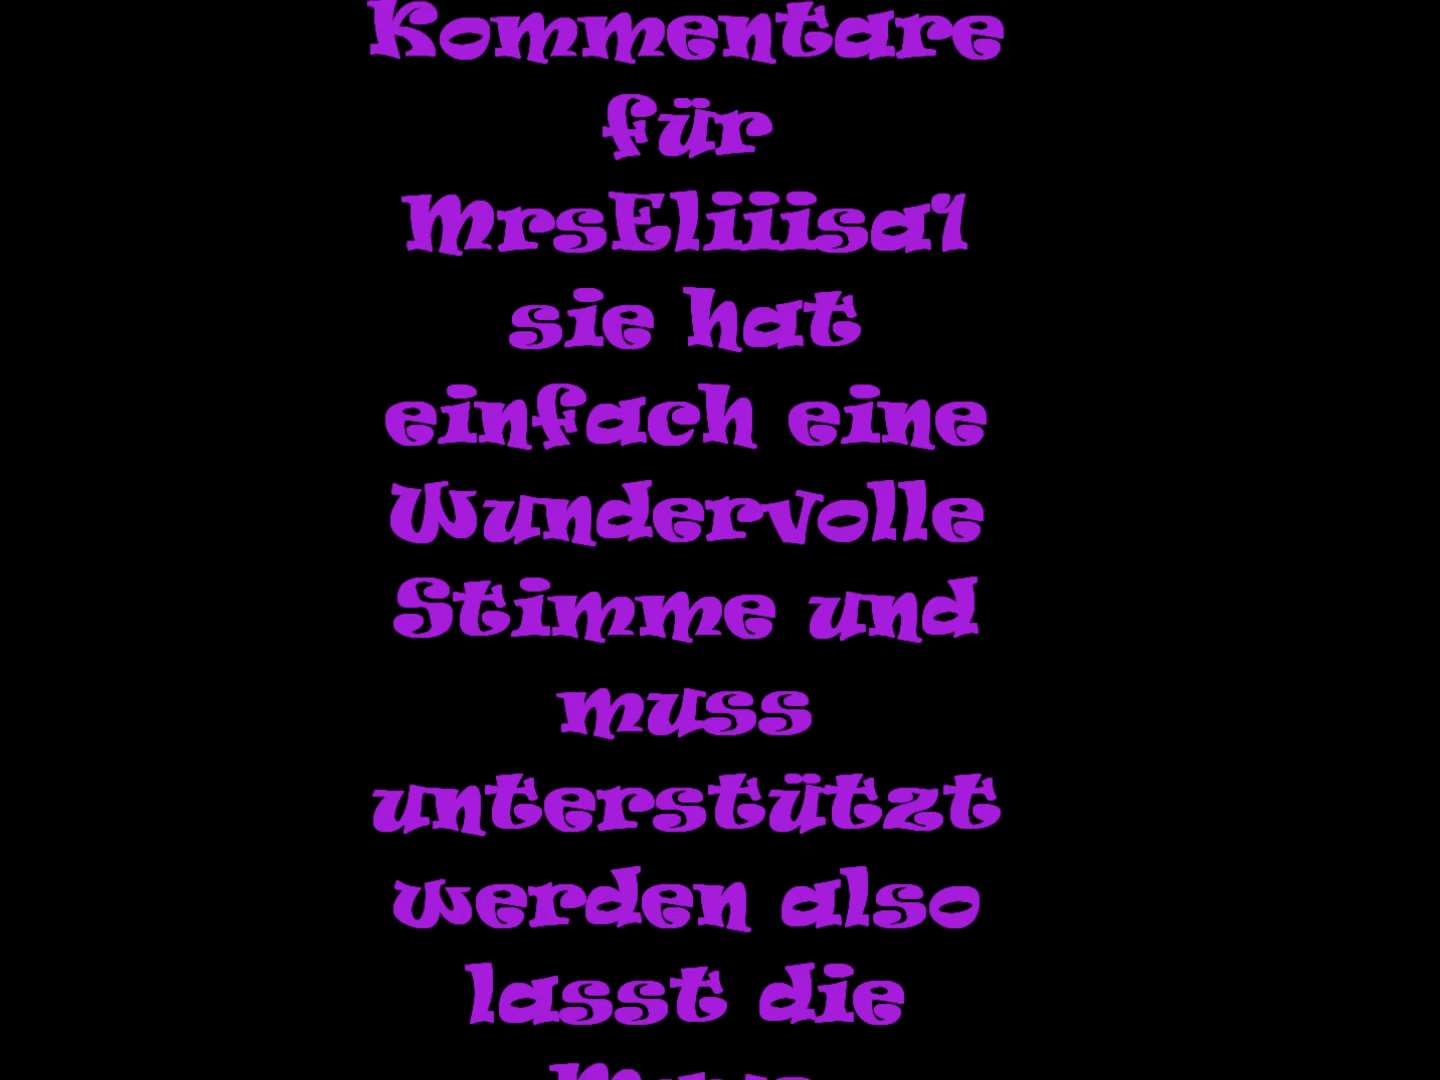 Kommentare
für
MrsEliiisa1
sie hat
einfach eine
Wundervolle
Stimme und
muss
unterstützt
werden also
lasst die